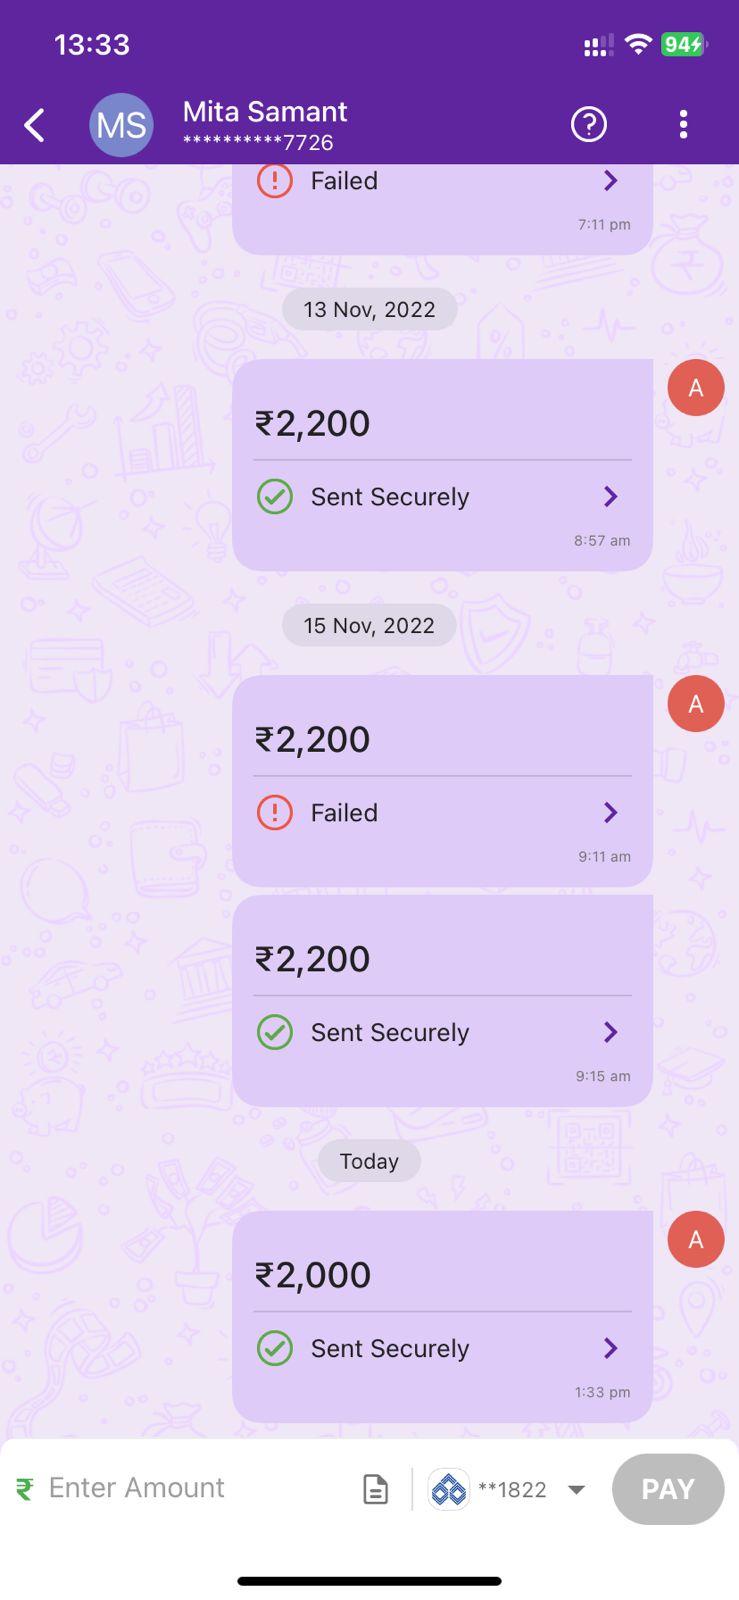 13:33
94
MS
Mita Samant
**********7726
Failed
7:11 pm
13 Nov, 2022
A
₹2,200
Sent Securely
8:57 am
15 Nov, 2022
A
₹2,200
Failed
9:11 am
₹2,200
Sent Securely
9:15 am
Today
A
₹2,000
Sent Securely
1:33 pm
₹ Enter Amount
**1822
PAY